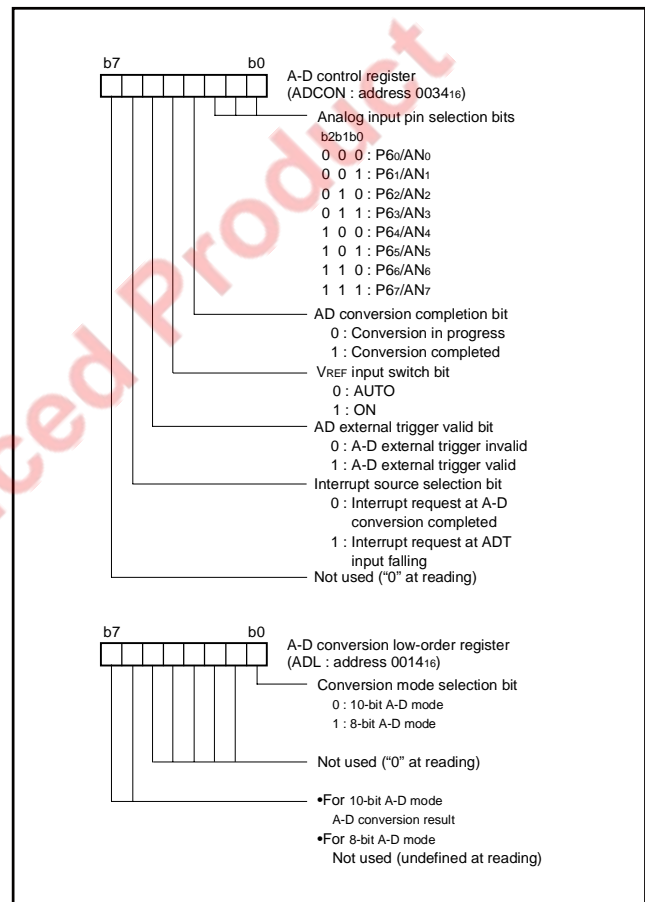 b7 b0
A-D control register
(ADCON : address 0034₁₆)
Analog input pin selection bits
b2b1b0
0 0 0 : P6₀/AN₀
0 0 1 : P6₁/AN₁
0 1 0 : P6₂/AN₂
0 1 1 : P6₃/AN₃
1 0 0 : P6₄/AN₄
1 0 1 : P6₅/AN₅
1 1 0 : P6₆/AN₆
1 1 1 : P6₇/AN₇
AD conversion completion bit
0 : Conversion in progress
1 : Conversion completed
VREF input switch bit
0 : AUTO
1 : ON
AD external trigger valid bit
0 : A-D external trigger invalid
1 : A-D external trigger valid
Interrupt source selection bit
0 : Interrupt request at A-D
conversion completed
1 : Interrupt request at ADT
input falling
Not used (“0” at reading)
b7 b0
A-D conversion low-order register
(ADL : address 0014₁₆)
Conversion mode selection bit
0 : 10-bit A-D mode
1 : 8-bit A-D mode
Not used (“0” at reading)
•For 10-bit A-D mode
A-D conversion result
•For 8-bit A-D mode
Not used (undefined at reading)
ced Product